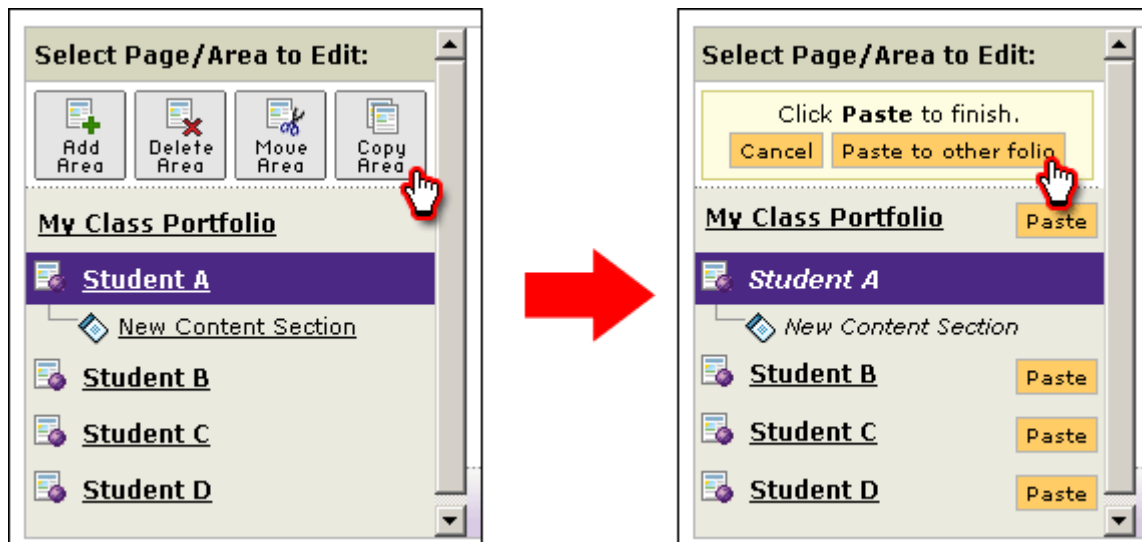 Select Page/Area to Edit:
Add Area
Delete Area
Move Area
Copy Area
My Class Portfolio
Student A
New Content Section
Student B
Student C
Student D
Select Page/Area to Edit:
Click Paste to finish.
Cancel Paste to other folio
My Class Portfolio Paste
Student A
New Content Section
Student B Paste
Student C Paste
Student D Paste